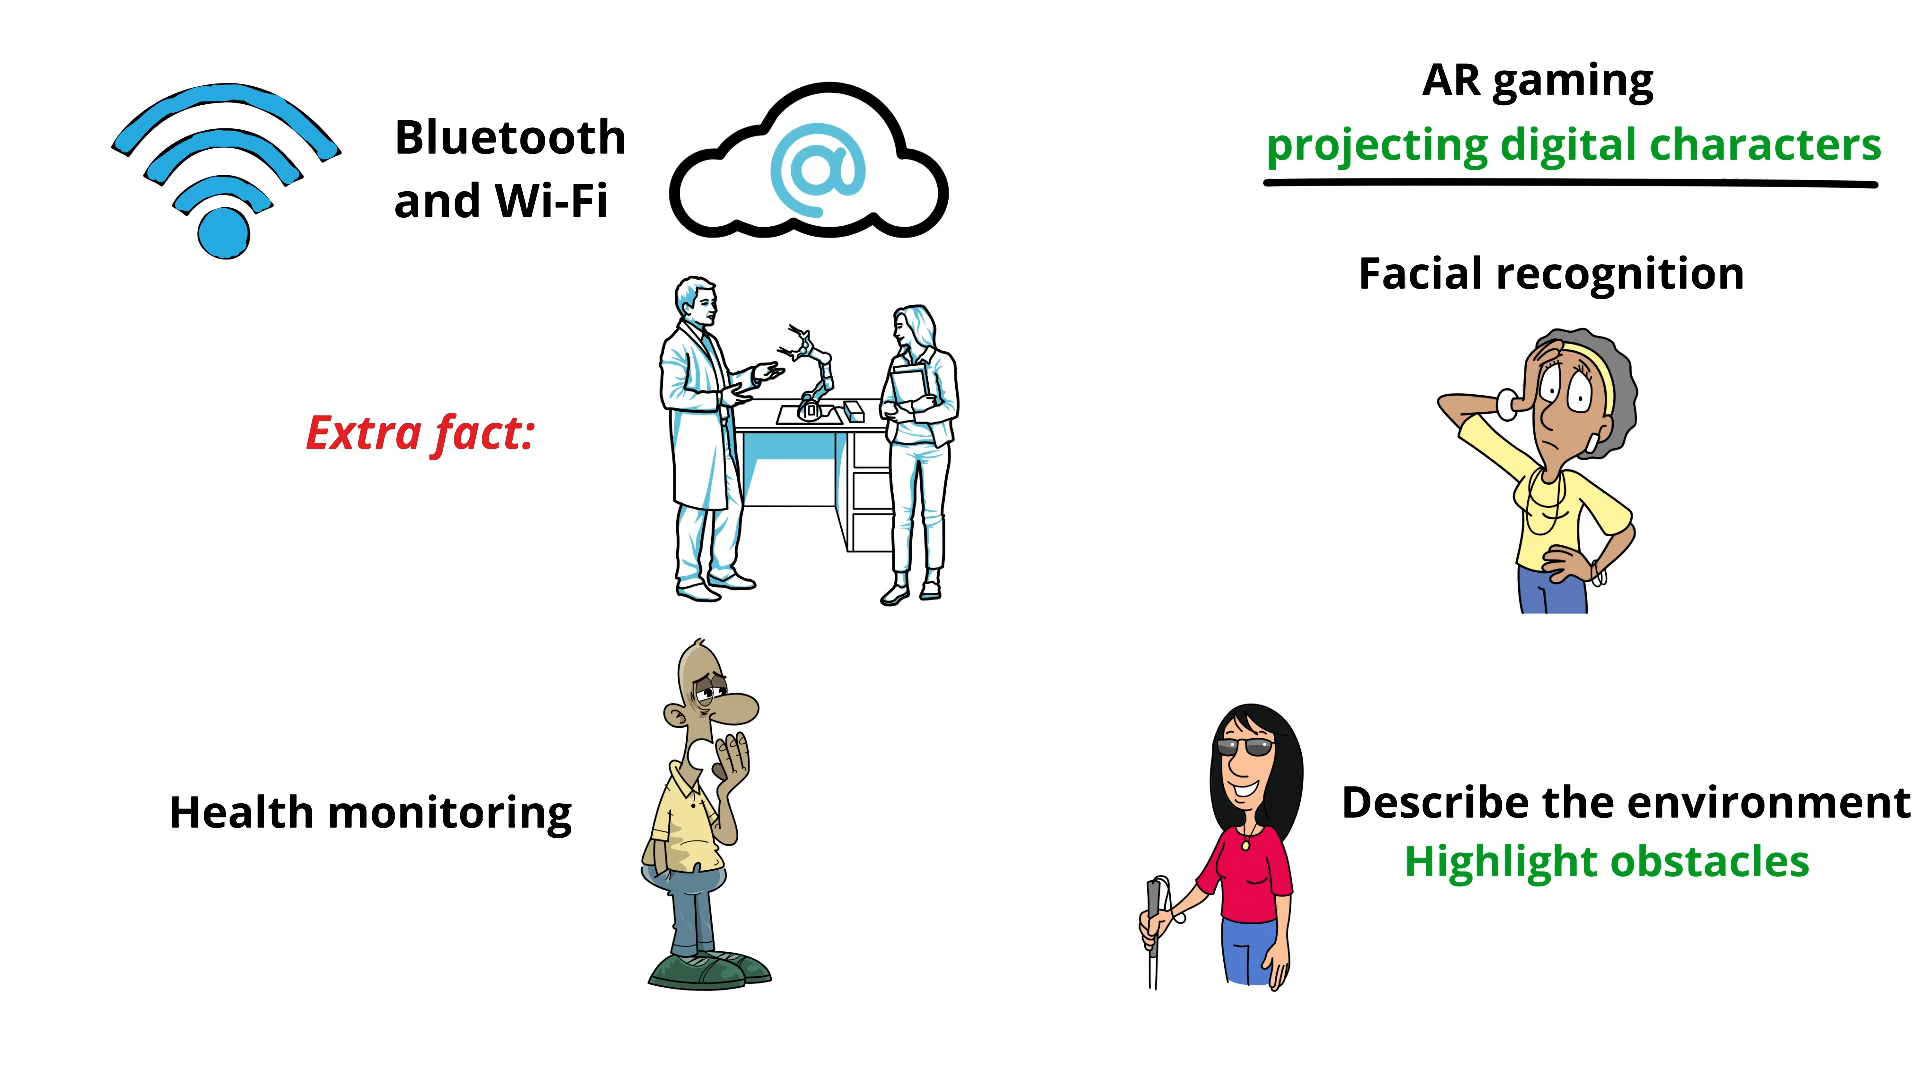 Bluetooth
and Wi-Fi
@
AR gaming
projecting digital characters
Facial recognition
Extra fact:
Health monitoring
Describe the environment
Highlight obstacles